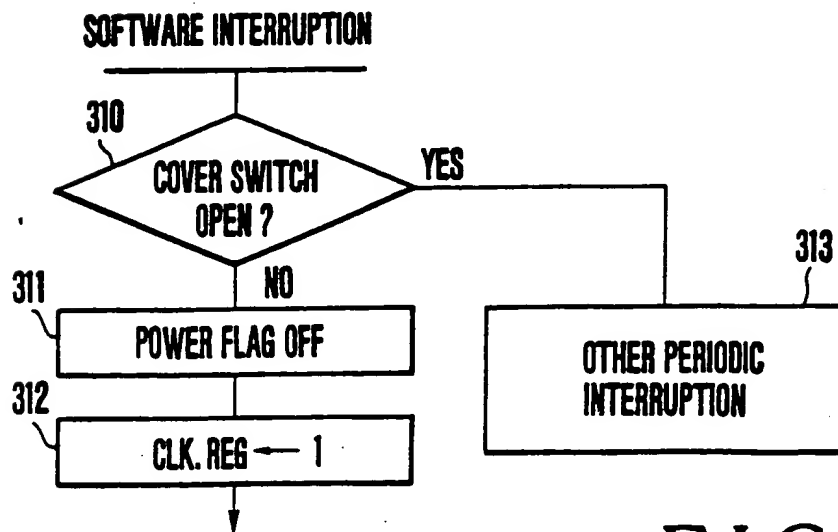 SOFTWARE INTERRUPTION
310
COVER SWITCH
OPEN ?
YES
NO
311
POWER FLAG OFF
313
OTHER PERIODIC
INTERRUPTION
312
CLK. REG ← 1